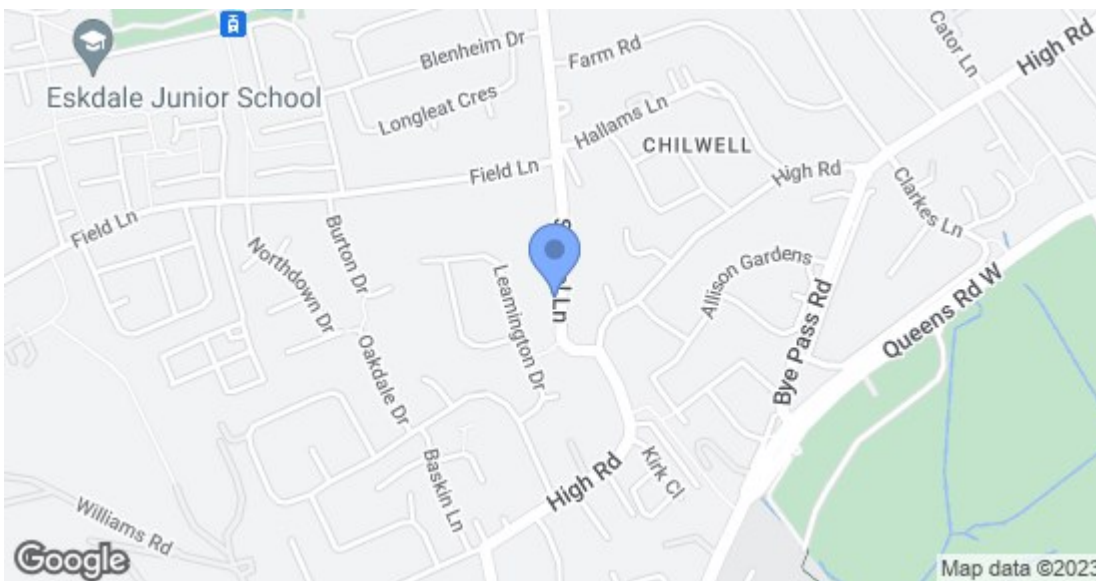 Cator Ln
High Rd
Blenheim Dr
Farm Rd
Eskdale Junior School
Longleat Cres
Hallams Ln
CHILWELL
Field Ln
High Rd
Clarkes Ln
Field Ln
Burton Dr
Northdown Dr
Leamington Dr
Ln
Allison Gardens
Queens Rd W
Bye Pass Rd
Oakdale Dr
Baskin Ln
Kirk Cl
High Rd
Williams Rd
Google
Map data ©2023